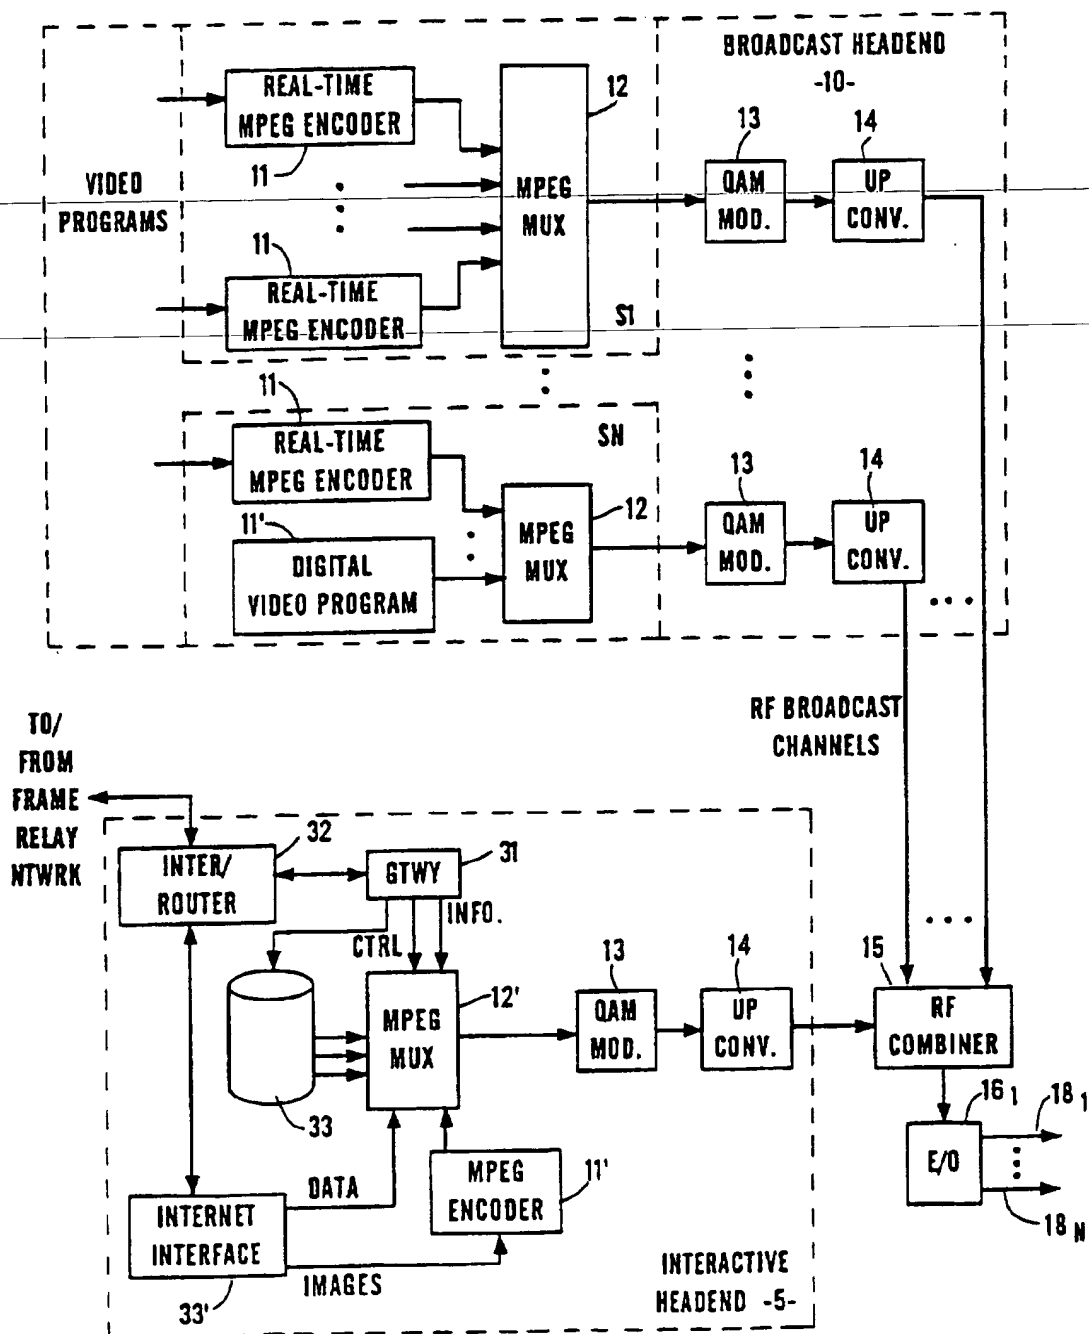 BROADCAST HEADEND
-10-
REAL-TIME
MPEG ENCODER
11
12
13
14
VIDEO
PROGRAMS
MPEG
MUX
QAM
MOD.
UP
CONV.
11
REAL-TIME
MPEG ENCODER
S1
11
REAL-TIME
MPEG ENCODER
SN
11'
DIGITAL
VIDEO PROGRAM
MPEG
MUX
12
13
QAM
MOD.
14
UP
CONV.
RF BROADCAST
CHANNELS
TO/
FROM
FRAME
RELAY
NTWRK
32
INTER/
ROUTER
GTWY
31
CTRL
INFO.
33
MPEG
MUX
12'
13
QAM
MOD.
14
UP
CONV.
15
RF
COMBINER
16 1
E/O
18 1
18 N
DATA
MPEG
ENCODER
11'
INTERNET
INTERFACE
33'
IMAGES
INTERACTIVE
HEADEND -5-